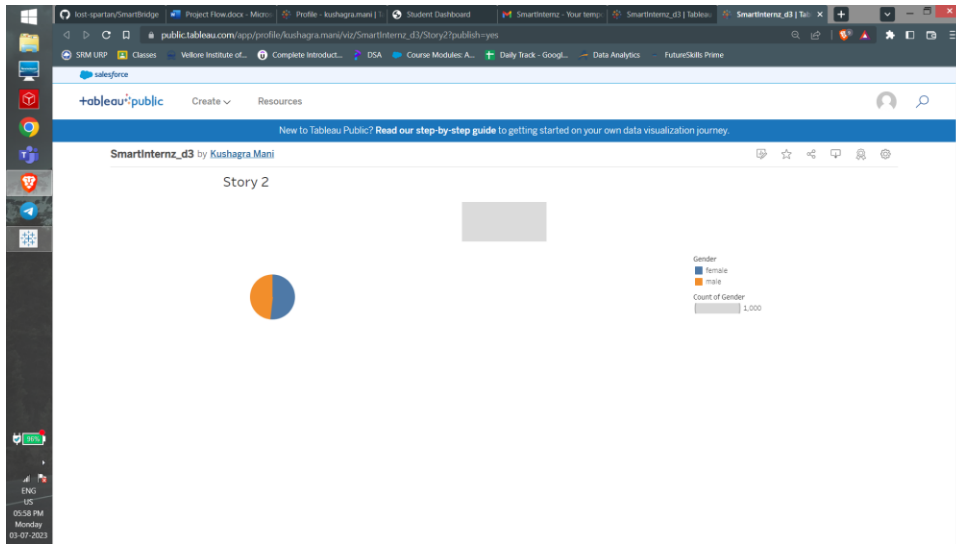 lost-spartan/SmartBridge
Project Flow.docx - Micros
Profile - kushagra.mani | T
Student Dashboard
SmartInternz - Your temp
SmartInternz_d3 | Tableau
SmartInternz_d3 | Tab
public.tableau.com/app/profile/kushagra.mani/viz/SmartInternz_d3/Story2?publish=yes
SRM URP
Classes
Vellore Institute of...
Complete Introduct...
DSA
Course Modules: A...
Daily Track - Googl...
Data Analytics
FutureSkills Prime
salesforce
+ableau public
Create
Resources
New to Tableau Public? Read our step-by-step guide to getting started on your own data visualization journey.
SmartInternz_d3 by Kushagra Mani
Story 2
Gender
female
male
Count of Gender
1,000
ENG
US
05:58 PM
Monday
03-07-2023